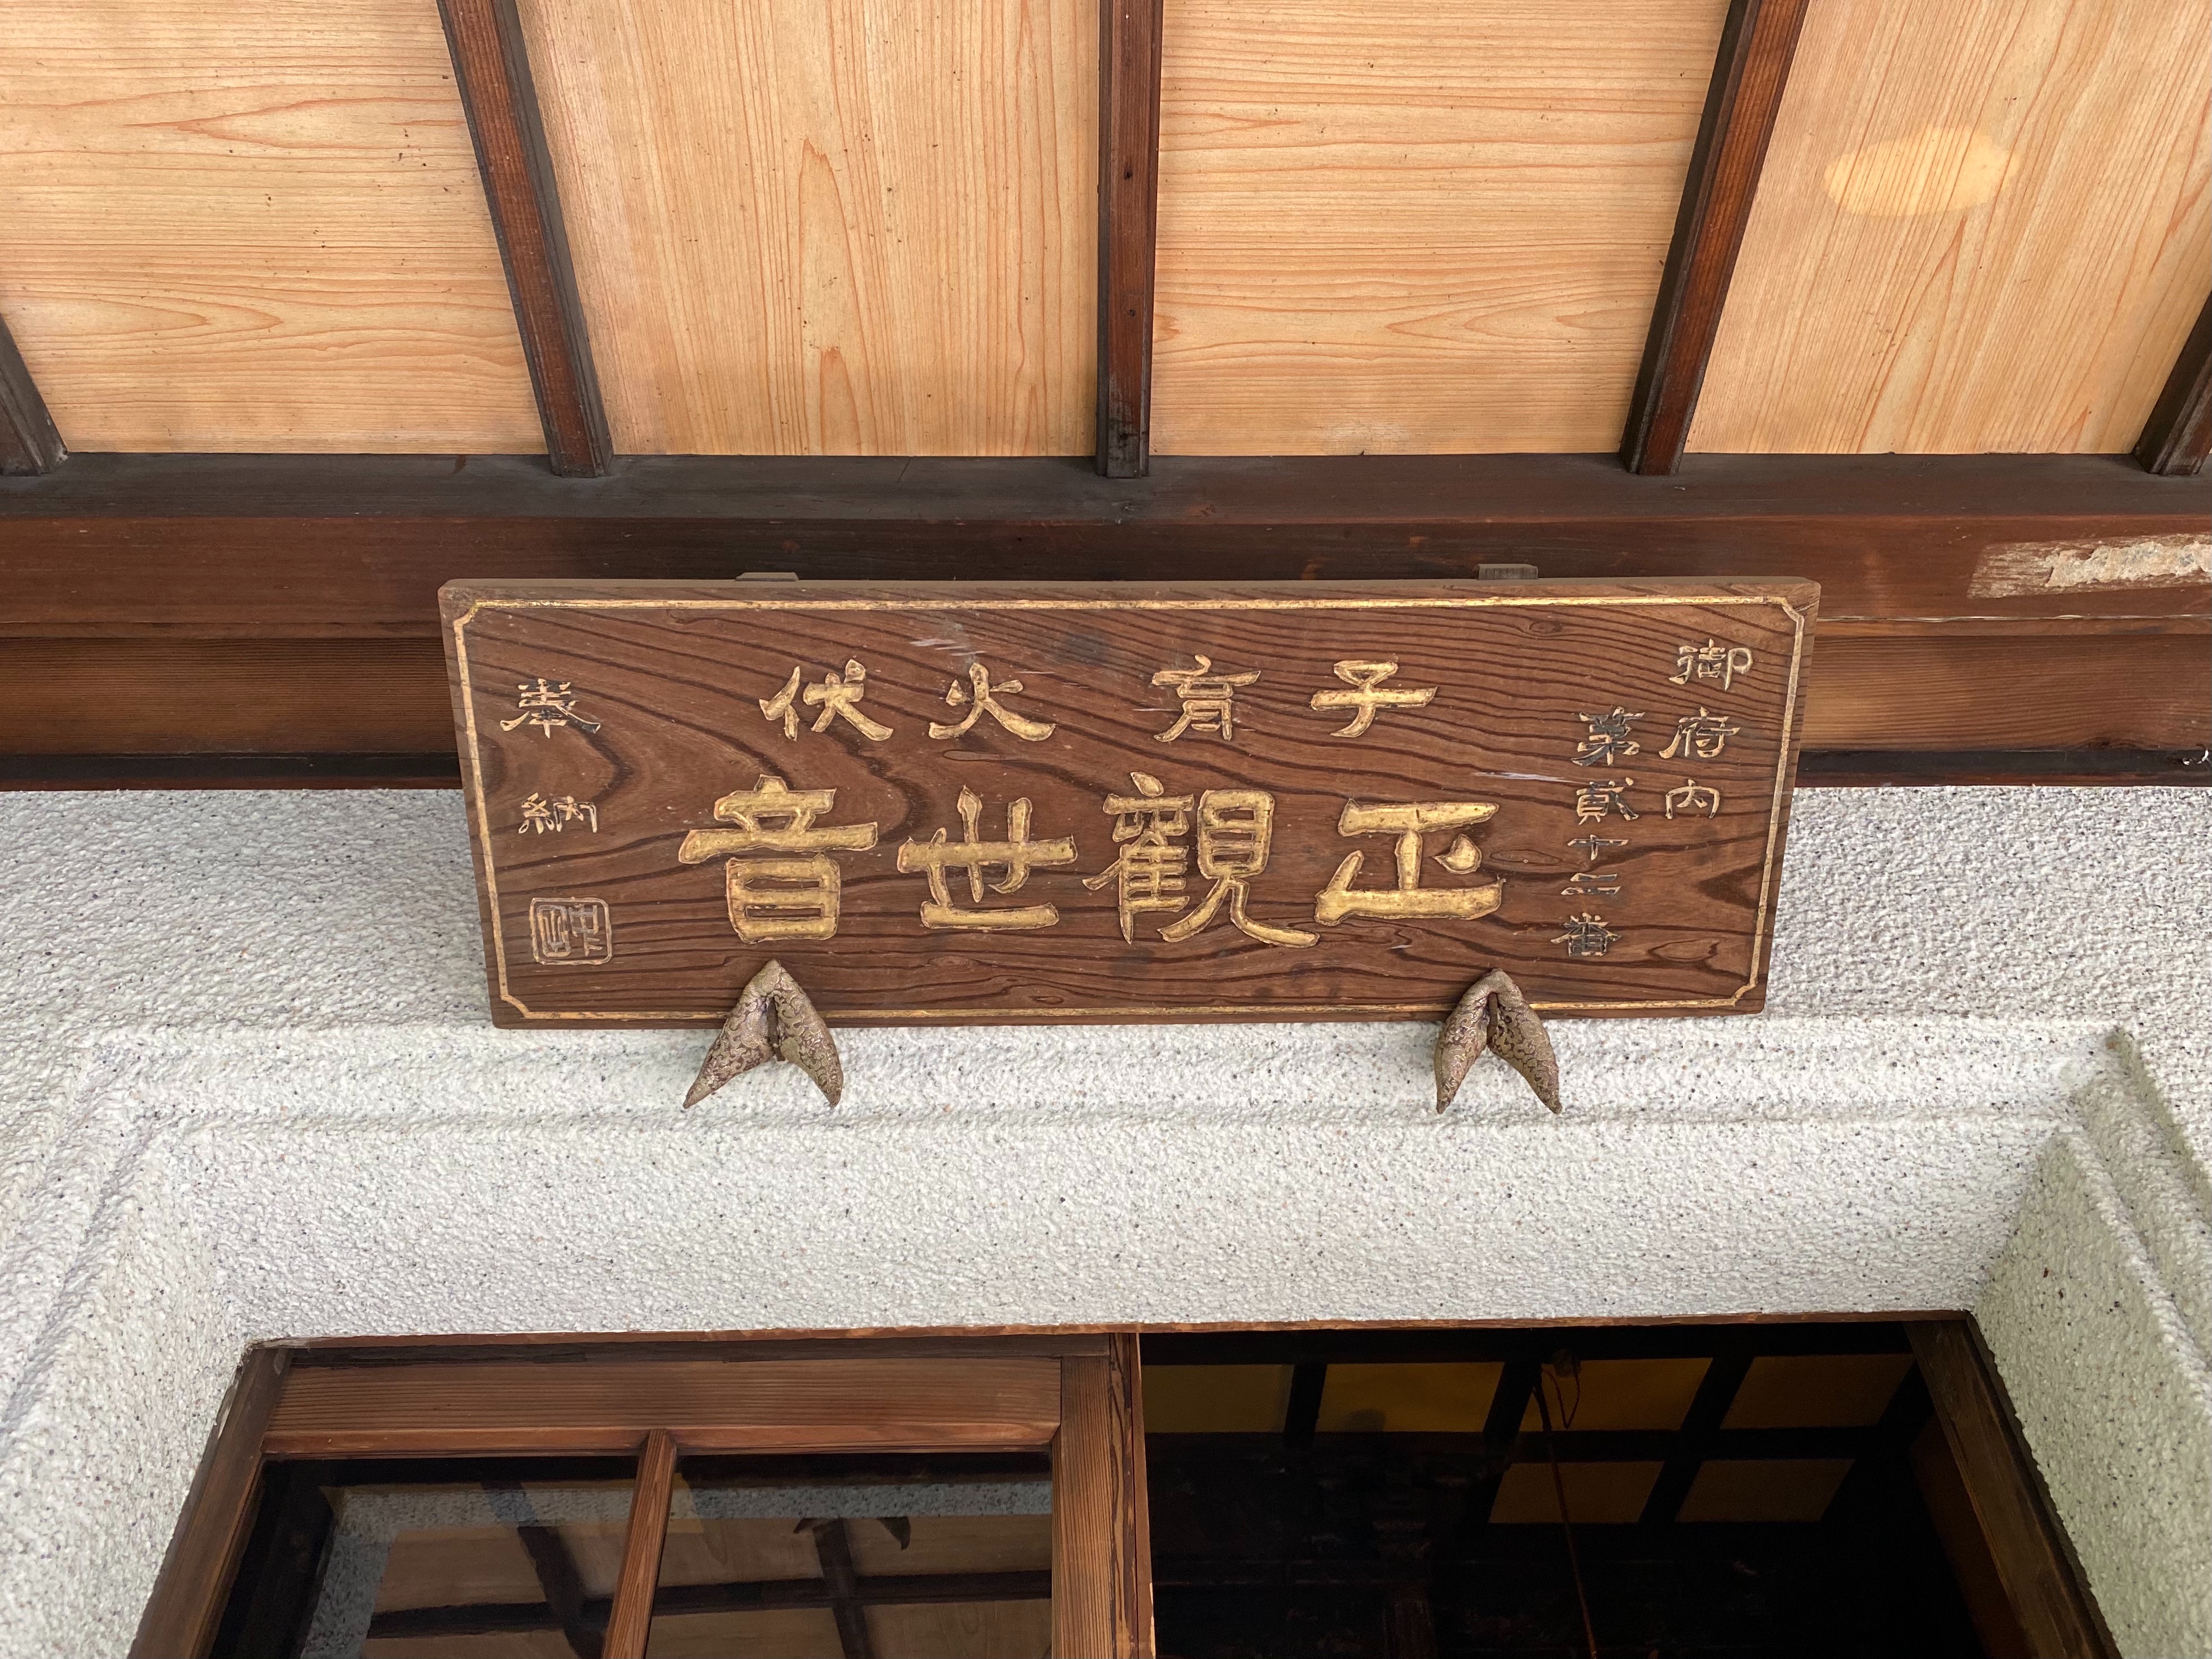 御府内
第貳十二番
子育 火伏
正觀世音
奉納